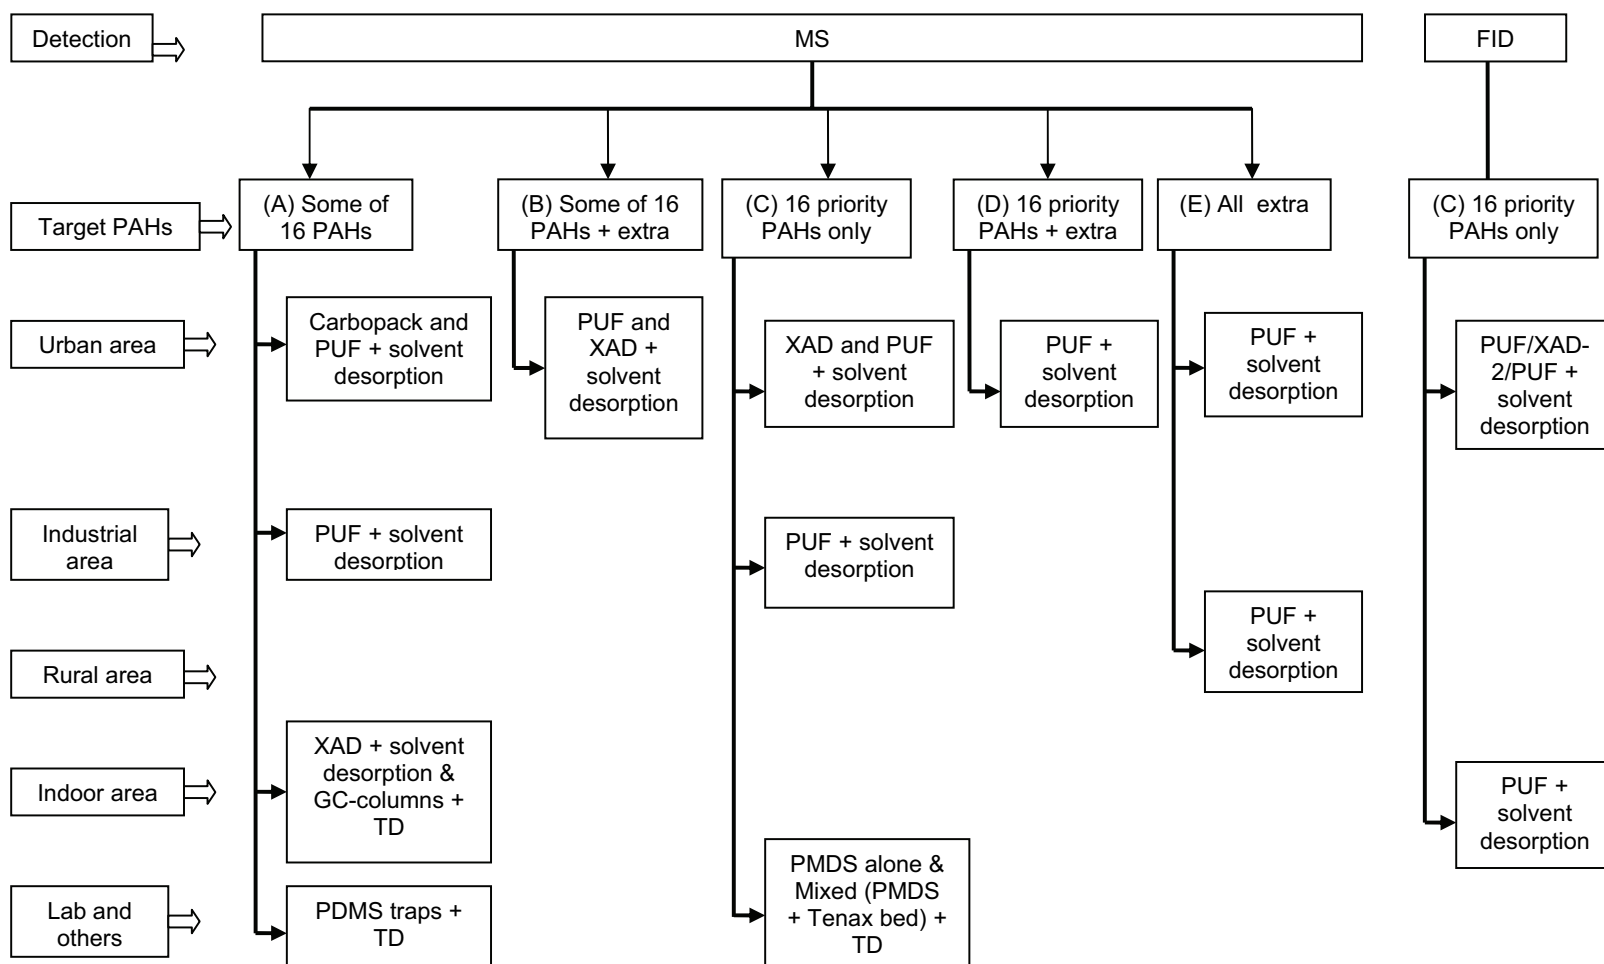 Detection
MS
FID
Target PAHs
(A) Some of
16 PAHs
(B) Some of 16
PAHs + extra
(C) 16 priority
PAHs only
(D) 16 priority
PAHs + extra
(E) All extra
(C) 16 priority
PAHs only
Urban area
Carbopack and
PUF + solvent
desorption
PUF and
XAD +
solvent
desorption
XAD and PUF
+ solvent
desorption
PUF +
solvent
desorption
PUF +
solvent
desorption
PUF/XAD-
2/PUF +
solvent
desorption
Industrial
area
PUF + solvent
desorption
PUF + solvent
desorption
Rural area
PUF +
solvent
desorption
Indoor area
XAD + solvent
desorption &
GC-columns +
TD
PUF +
solvent
desorption
Lab and
others
PDMS traps +
TD
PMDS alone &
Mixed (PMDS
+ Tenax bed) +
TD